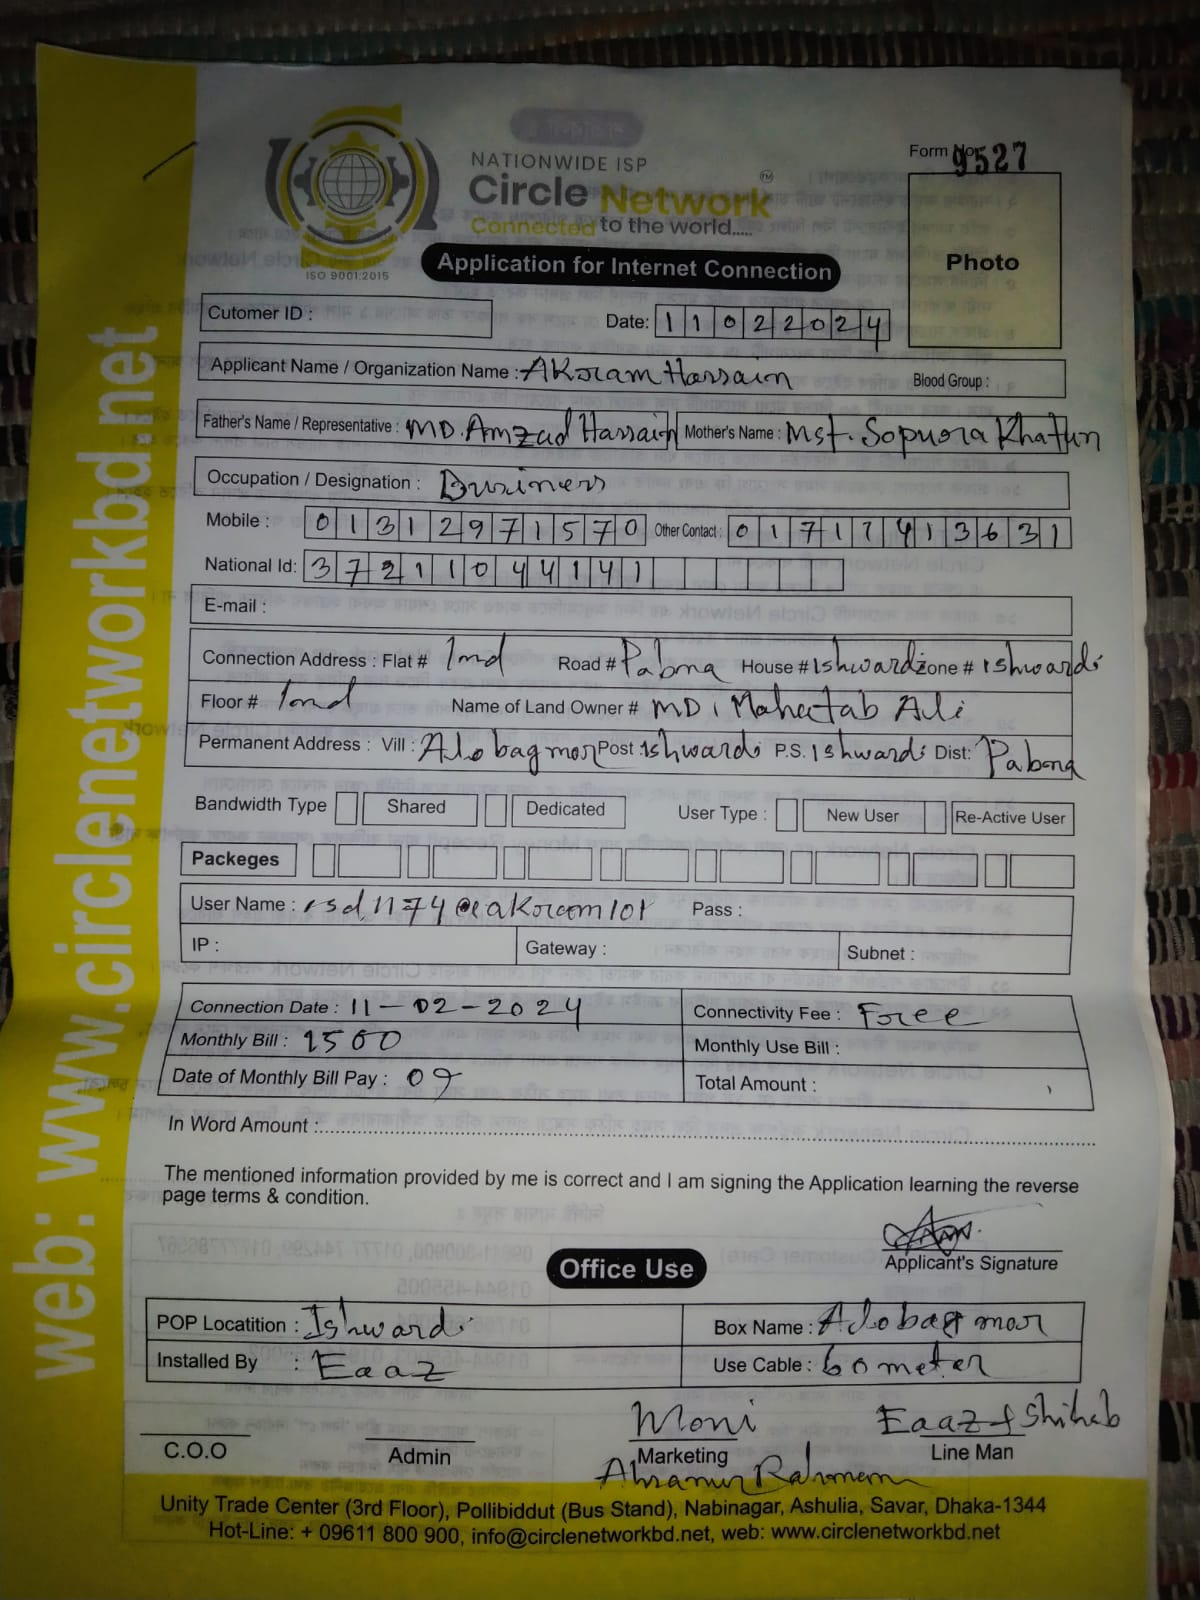 Form No. 9527
NATIONWIDE ISP
Circle Network TM
Connected to the world.....
ISO 9001:2015
Application for Internet Connection
Photo
Cutomer ID :
Date: 11022024
Applicant Name / Organization Name : Akoram Hossain
Blood Group :
Father's Name / Representative : MD. Amzad Hassain Mother's Name : Mst. Sopuora Khatun
Occupation / Designation : Business
Mobile : 01312971570 Other Contact : 01717413631
National Id: 37211044141
E-mail :
Connection Address : Flat # 1nd Road # Pabna House # Ishwardi Zone # Ishwardi
Floor # 1nd Name of Land Owner # MD. Mahatab Ali
Permanent Address : Vill : Alobagmor Post : Ishwardi P.S. Ishwardi Dist: Pabna
Bandwidth Type Shared Dedicated User Type : New User Re-Active User
Packeges
User Name : Pass :
IP : Gateway : Subnet :
Connection Date : 11-02-2024 Connectivity Fee : Free
Monthly Bill : 1500 Monthly Use Bill :
Date of Monthly Bill Pay : 09 Total Amount :
In Word Amount :
The mentioned information provided by me is correct and I am signing the Application learning the reverse
page terms & condition.
Applicant's Signature
Office Use
POP Locatition : Ishwardi Box Name : Alobagmor
Installed By : Eaaz Use Cable : 60 meter
Moni Eaaz + Shihab
C.O.O Admin Marketing Line Man
Rahman
Unity Trade Center (3rd Floor), Pollibiddut (Bus Stand), Nabinagar, Ashulia, Savar, Dhaka-1344
Hot-Line: + 09611 800 900, info@circlenetworkbd.net, web: www.circlenetworkbd.net
web: www.circlenetworkbd.net